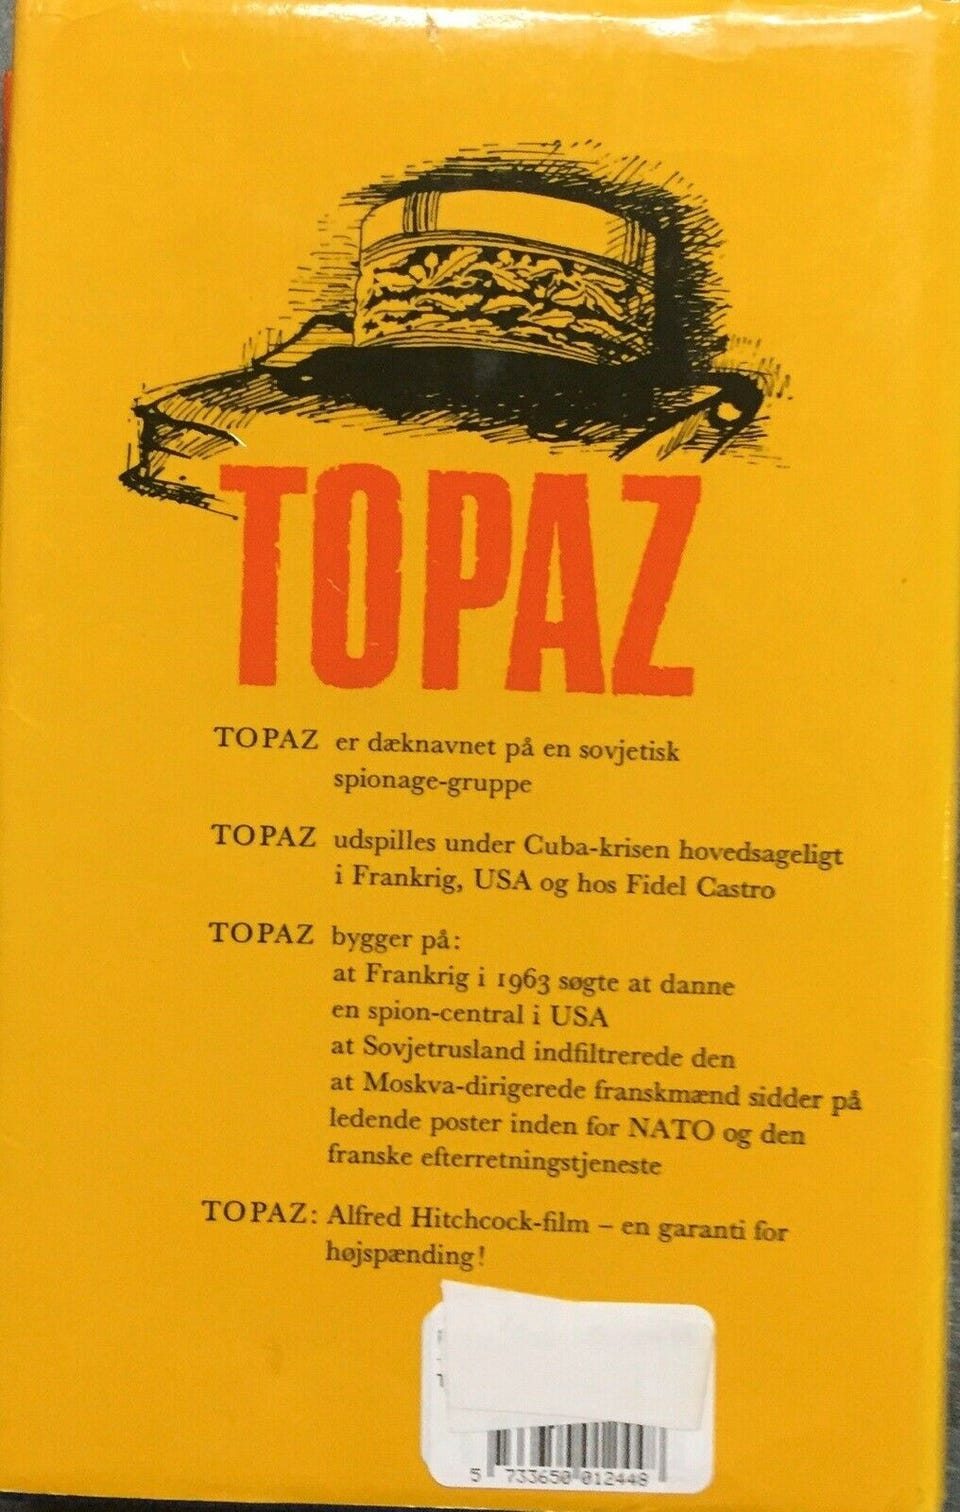 TOPAZ
TOPAZ er dæknavnet på en sovjetisk
spionage-gruppe
TOPAZ udspilles under Cuba-krisen hovedsageligt
i Frankrig, USA og hos Fidel Castro
TOPAZ bygger på:
at Frankrig i 1963 søgte at danne
en spion-central i USA
at Sovjetrusland indfiltrerede den
at Moskva-dirigerede franskmænd sidder på
ledende poster inden for NATO og den
franske efterretningstjeneste
TOPAZ: Alfred Hitchcock-film – en garanti for
højspænding!
5 733650 012448